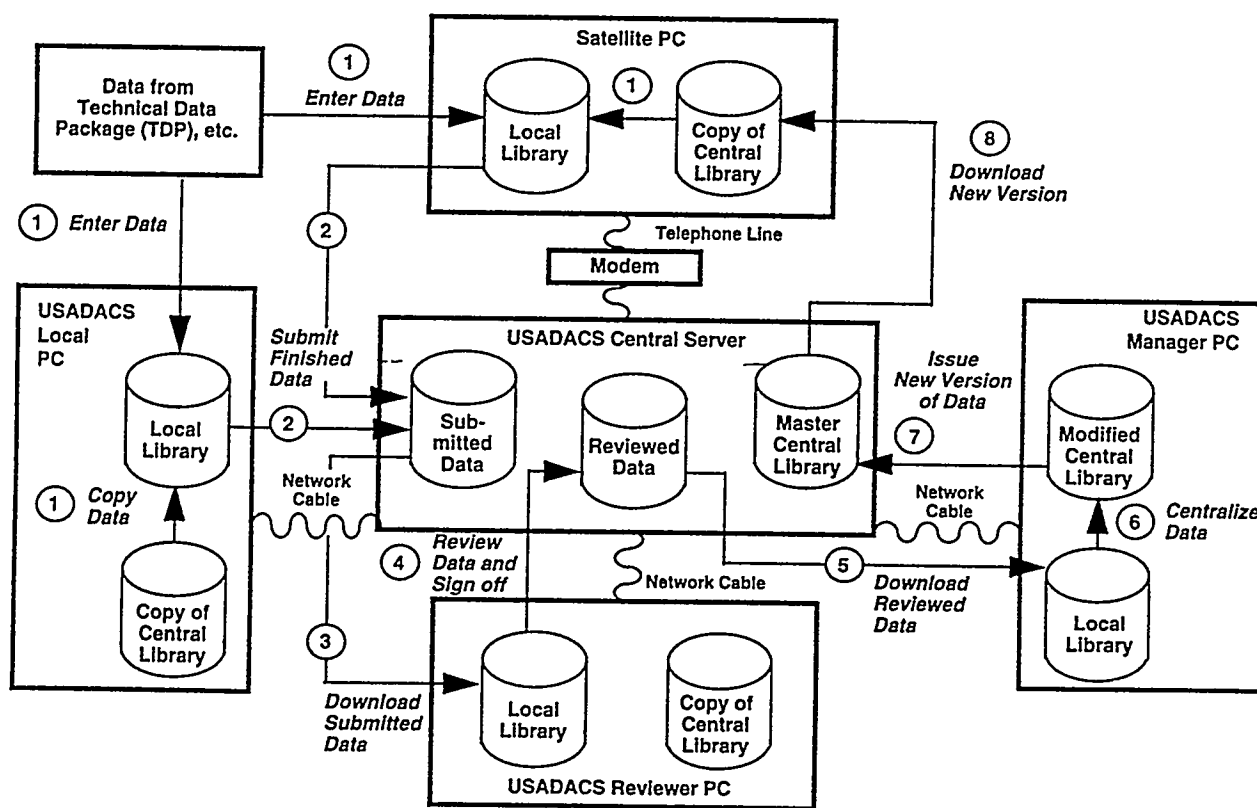 Data from
Technical Data
Package (TDP), etc.
1
Enter Data
Satellite PC
Local
Library
1
Copy of
Central
Library
8
Download
New Version
1
Enter Data
2
Telephone Line
Modem
USADACS
Local
PC
Local
Library
1
Copy
Data
Copy of
Central
Library
Submit
Finished
Data
2
Network
Cable
USADACS Central Server
Sub-
mitted
Data
Reviewed
Data
Master
Central
Library
Issue
New Version
of Data
7
Network
Cable
USADACS
Manager PC
Modified
Central
Library
6
Centralize
Data
Local
Library
4
Review
Data and
Sign off
Network Cable
5
Download
Reviewed
Data
3
Download
Submitted
Data
Local
Library
Copy of
Central
Library
USADACS Reviewer PC